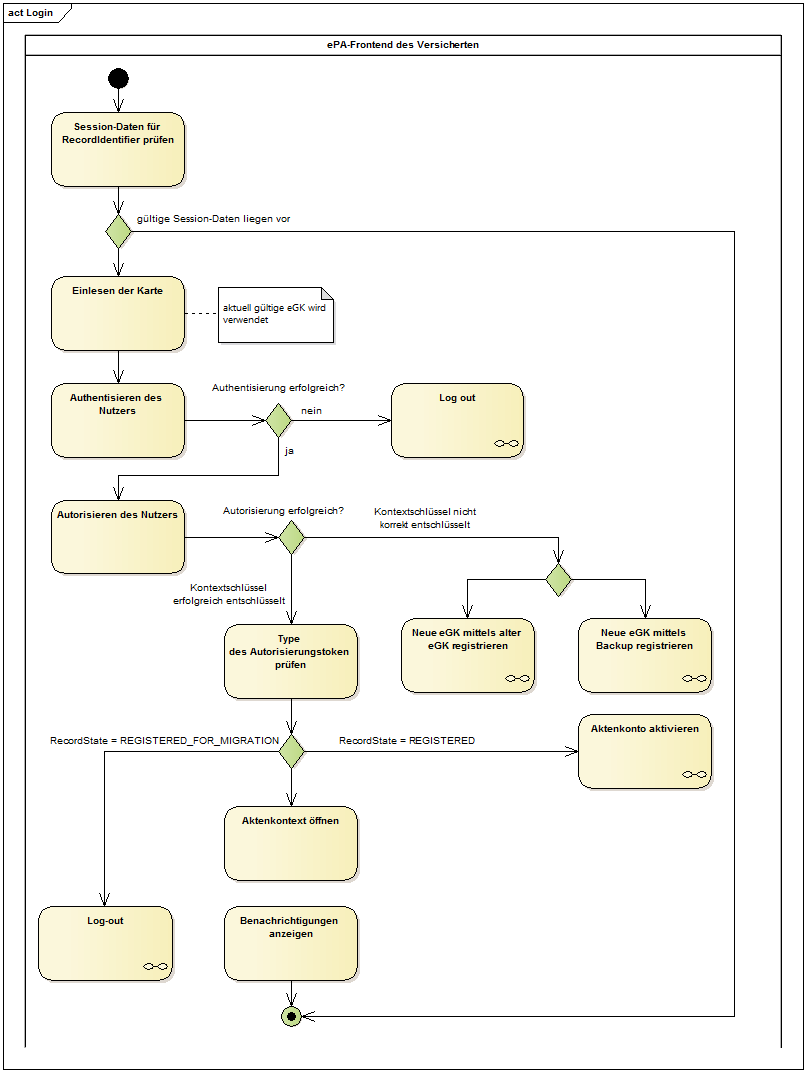 act Login
ePA-Frontend des Versicherten
Session-Daten für
RecordIdentifier prüfen
gültige Session-Daten liegen vor
Einlesen der Karte
aktuell gültige eGK wird
verwendet
Authentisieren des
Nutzers
Authentisierung erfolgreich?
nein
ja
Log out
Autorisieren des Nutzers
Autorisierung erfolgreich?
Kontextschlüssel nicht
korrekt entschlüsselt
Kontextschlüssel
erfolgreich entschlüsselt
Type
des Autorisierungstoken
prüfen
Neue eGK mittels alter
eGK registrieren
Neue eGK mittels
Backup registrieren
RecordState = REGISTERED_FOR_MIGRATION
RecordState = REGISTERED
Aktenkonto aktivieren
Aktenkontext öffnen
Log-out
Benachrichtigungen
anzeigen